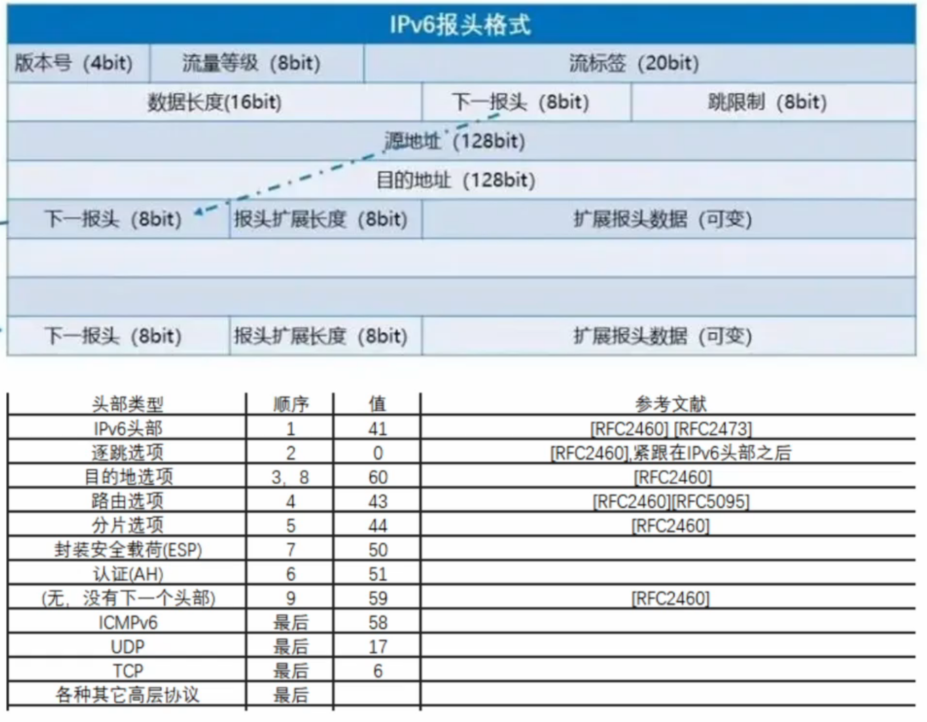 IPv6报头格式
版本号 (4bit) 流量等级 (8bit) 流标签 (20bit)
数据长度(16bit) 下一报头 (8bit) 跳限制 (8bit)
源地址 (128bit)
目的地址 (128bit)
下一报头 (8bit) 报头扩展长度 (8bit) 扩展报头数据 (可变)
下一报头 (8bit) 报头扩展长度 (8bit) 扩展报头数据 (可变)
头部类型 顺序 值 参考文献
IPv6头部 1 41 [RFC2460] [RFC2473]
逐跳选项 2 0 [RFC2460],紧跟在IPv6头部之后
目的地选项 3, 8 60 [RFC2460]
路由选项 4 43 [RFC2460][RFC5095]
分片选项 5 44 [RFC2460]
封装安全载荷(ESP) 7 50
认证(AH) 6 51
(无, 没有下一个头部) 9 59 [RFC2460]
ICMPv6 最后 58
UDP 最后 17
TCP 最后 6
各种其它高层协议 最后